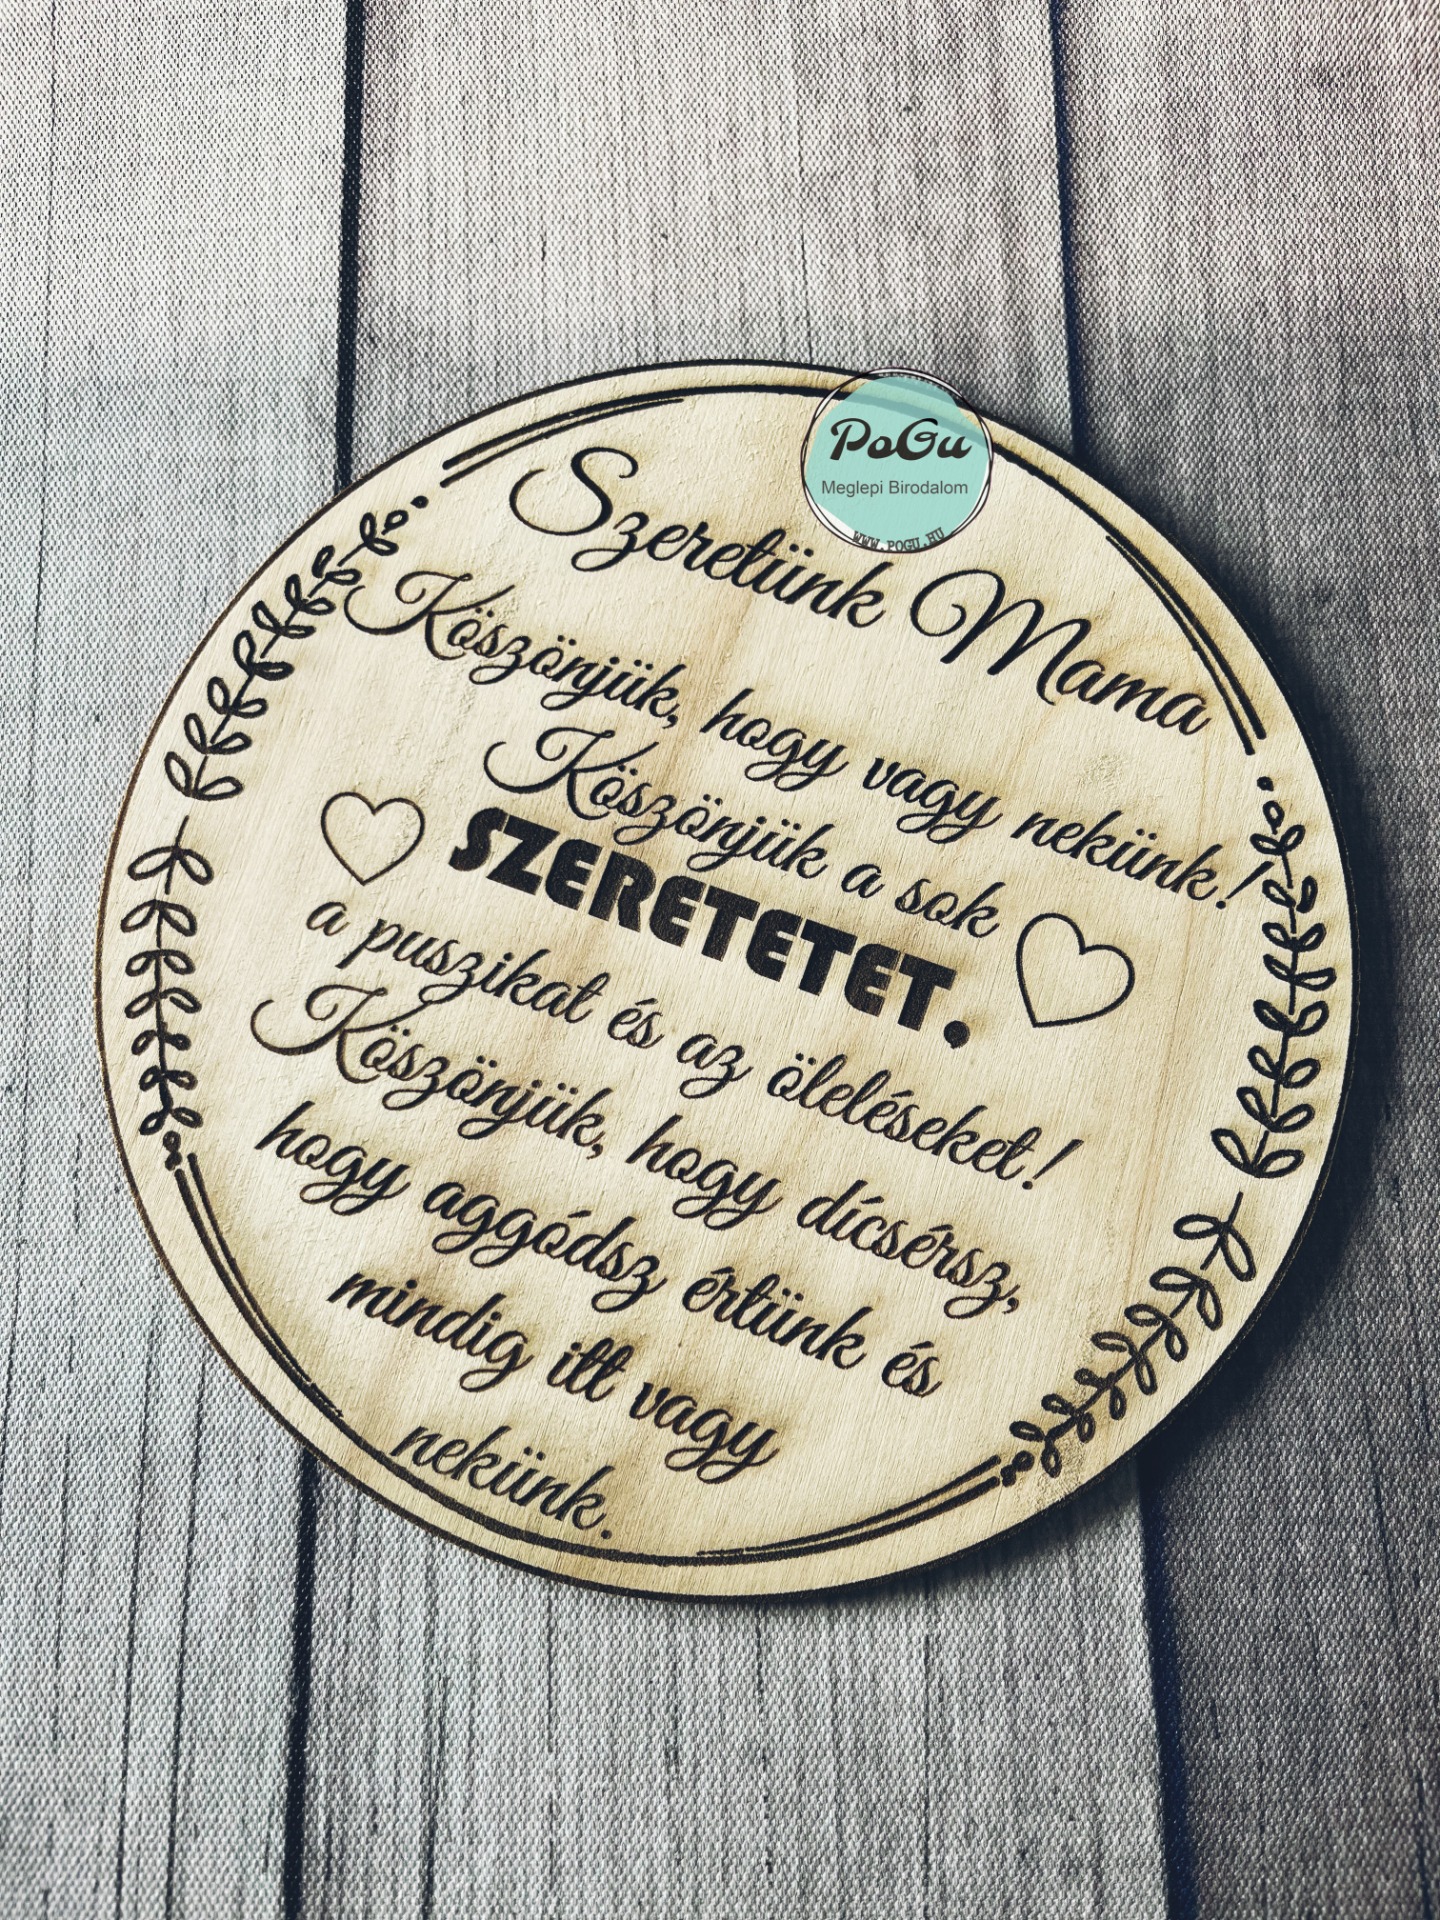 PoGu
Meglepi Birodalom
WWW.POGU.HU
Szeretünk Mama
Köszönjük, hogy vagy nekünk!
Köszönjük a sok
SZERETETET.
a puszikat és az öleléseket!
Köszönjük, hogy dícsérsz,
hogy aggódsz értünk és
mindig itt vagy
nekünk.